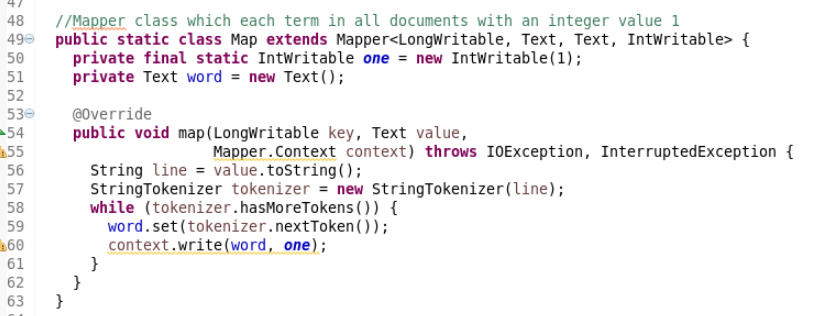 47
48 //Mapper class which each term in all documents with an integer value 1
49 public static class Map extends Mapper<LongWritable, Text, Text, IntWritable> {
50 private final static IntWritable one = new IntWritable(1);
51 private Text word = new Text();
52
53 @Override
54 public void map(LongWritable key, Text value,
55 Mapper.Context context) throws IOException, InterruptedException {
56 String line = value.toString();
57 StringTokenizer tokenizer = new StringTokenizer(line);
58 while (tokenizer.hasMoreTokens()) {
59 word.set(tokenizer.nextToken());
60 context.write(word, one);
61 }
62 }
63 }